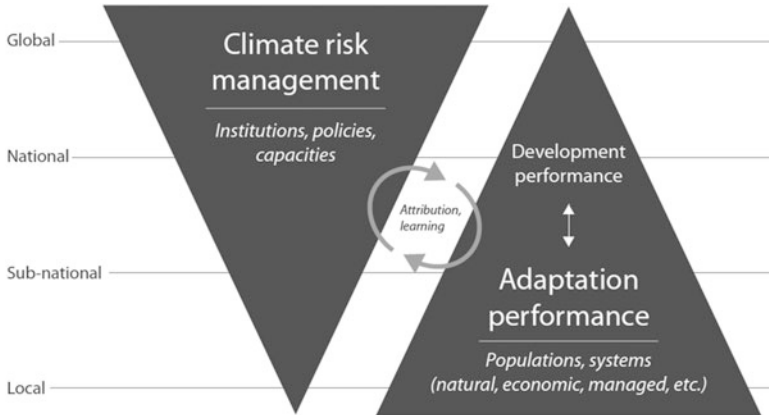 Global
National
Sub-national
Local
Climate risk
management
Institutions, policies,
capacities
Attribution,
learning
Development
performance
Adaptation
performance
Populations, systems
(natural, economic, managed, etc.)